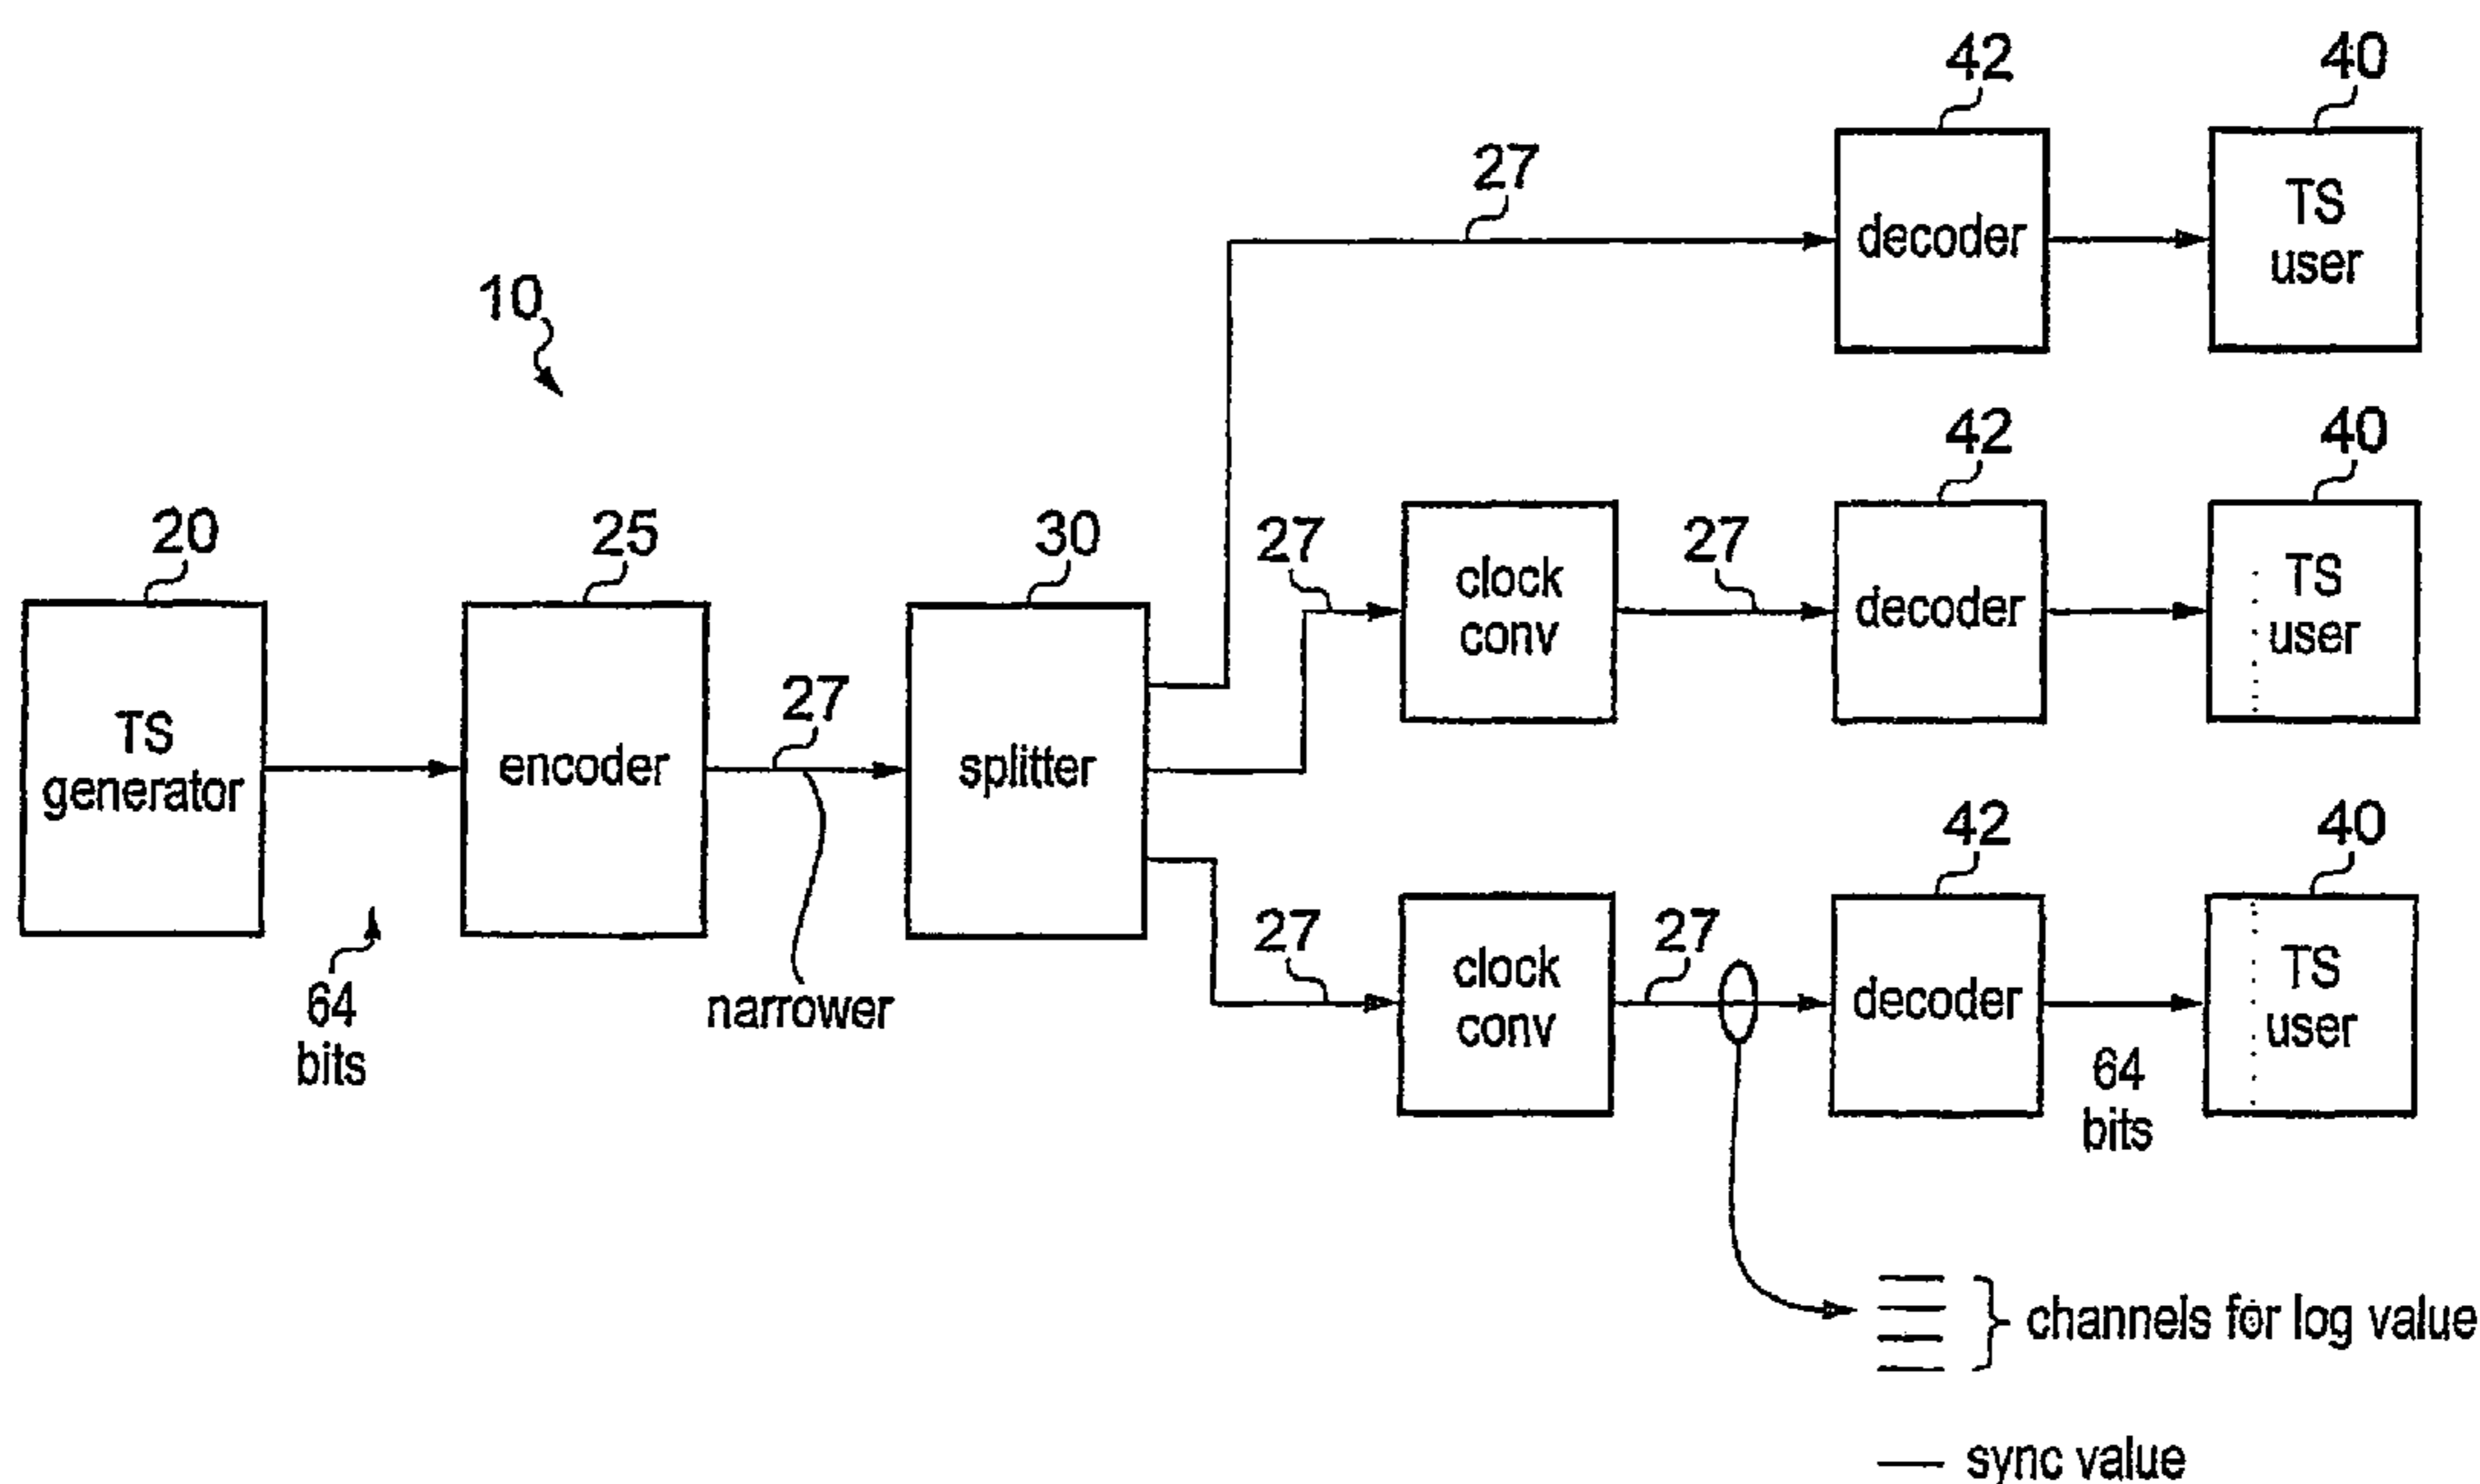 42
40
27
decoder
TS
user
10
42
40
20
25
30
27
27
clock
conv
decoder
TS
user
TS
generator
encoder
27
splitter
42
40
64
bits
narrower
27
27
clock
conv
decoder
TS
user
64
bits
channels for log value
sync value